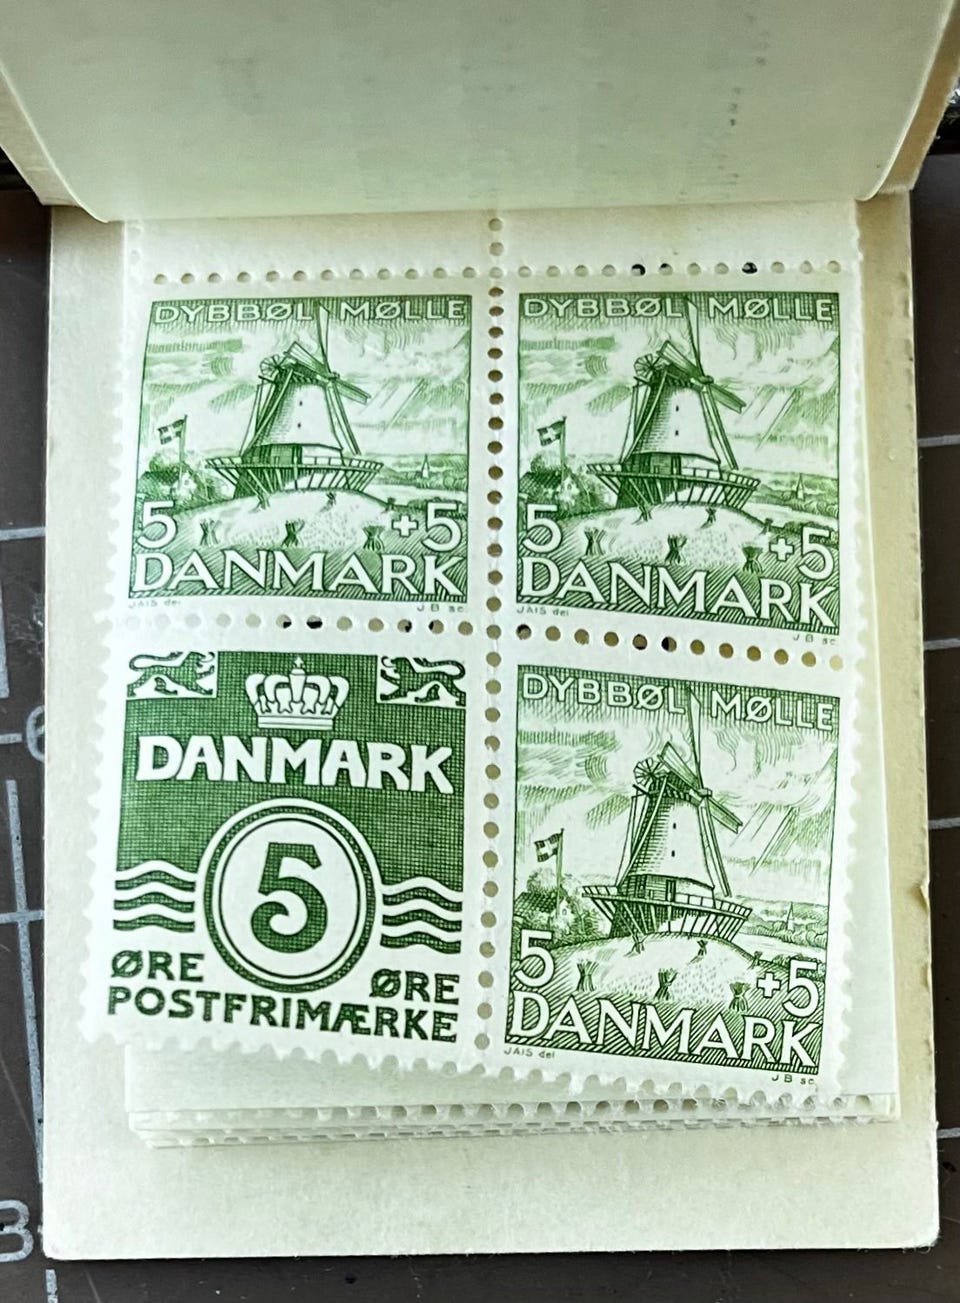 DYBBØL MØLLE
5 +5
DANMARK
JAIS del J B sc.
DYBBØL MØLLE
5 +5
DANMARK
JAIS del J B sc.
DANMARK
5
ØRE ØRE
POSTFRIMÆRKE
DYBBØL MØLLE
5 +5
DANMARK
JAIS del J B sc.
6
B